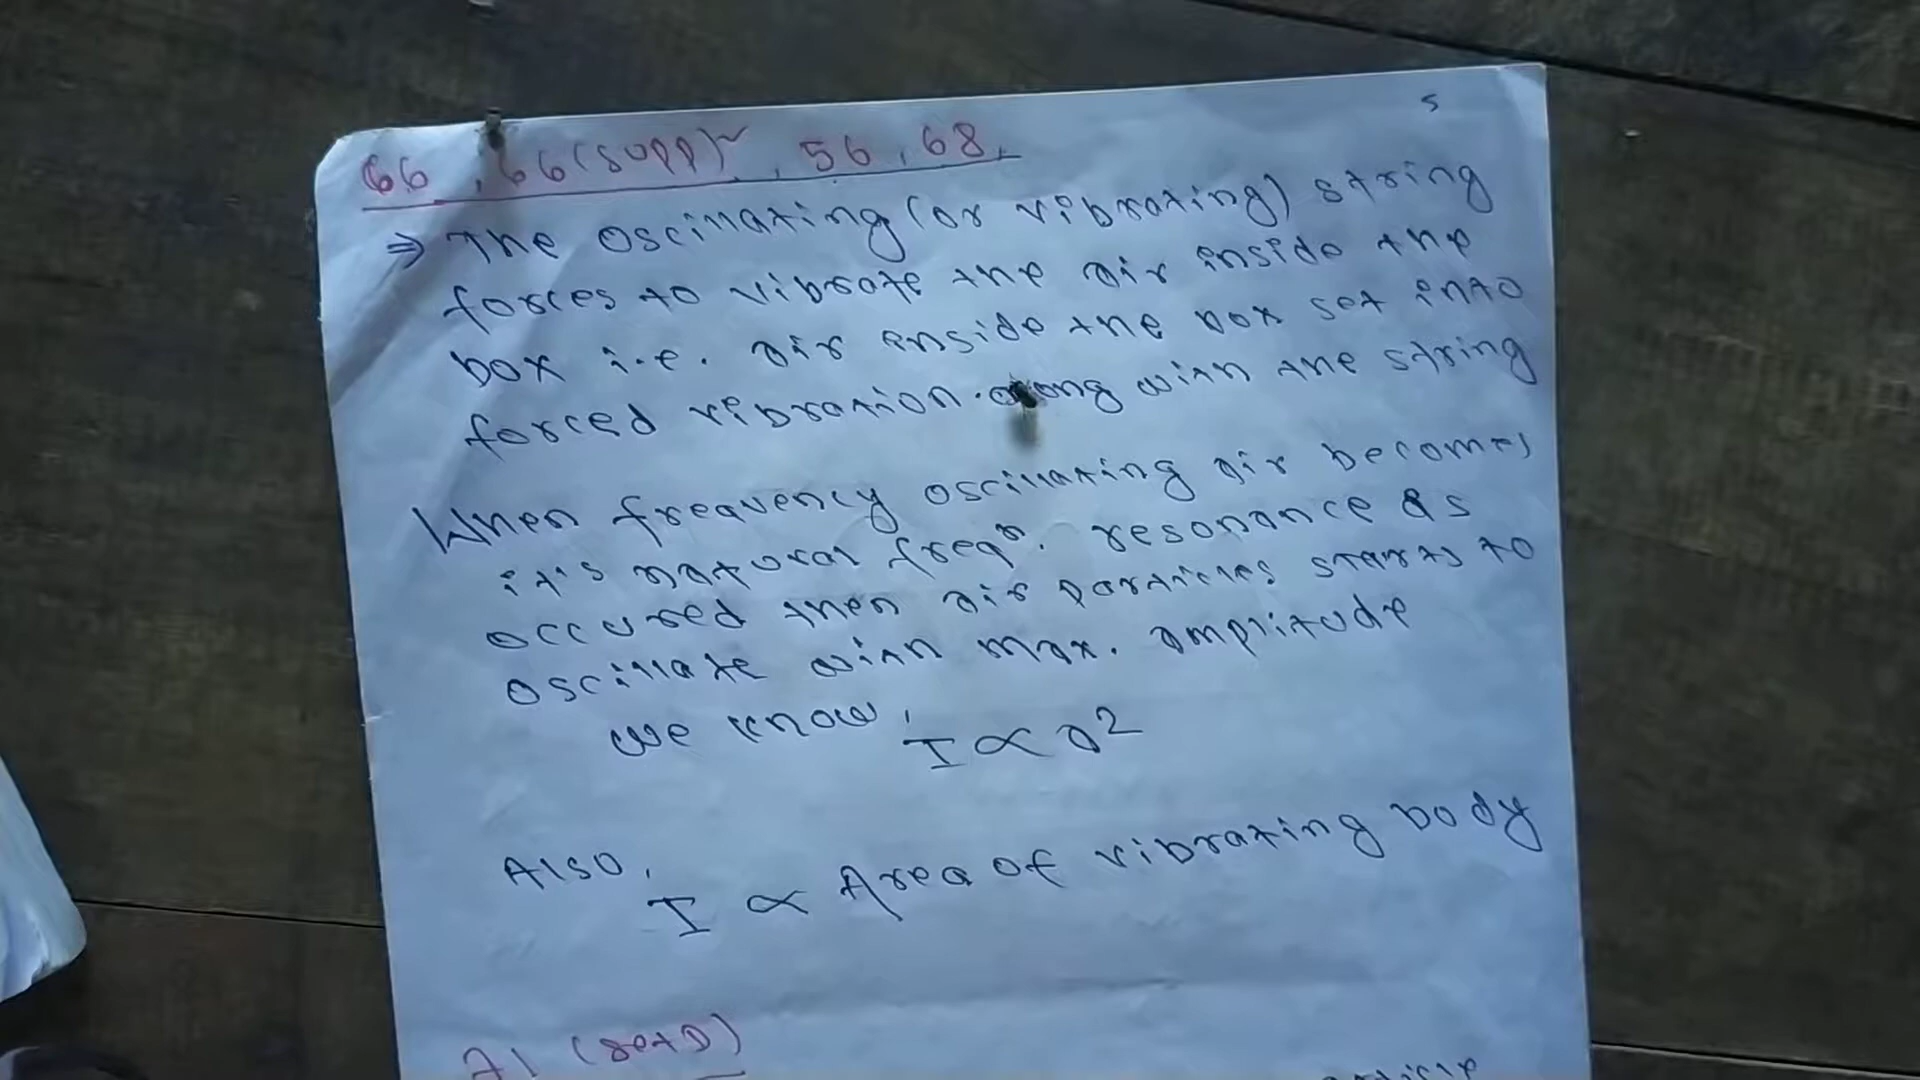 5
66, 66(SUPP), 56, 68,
⇒ The oscillating (or vibrating) string
forces to vibrate the air inside the
box i.e. air enside the box set into
forced vibration. along with the string
When frequency oscillating air becomes
it's natural freqn. resonance is
occured then air particles starts to
oscillate with max. amplitude
we know,
I ∝ a²
Also,
I ∝ Area of vibrating body
71 (set D)